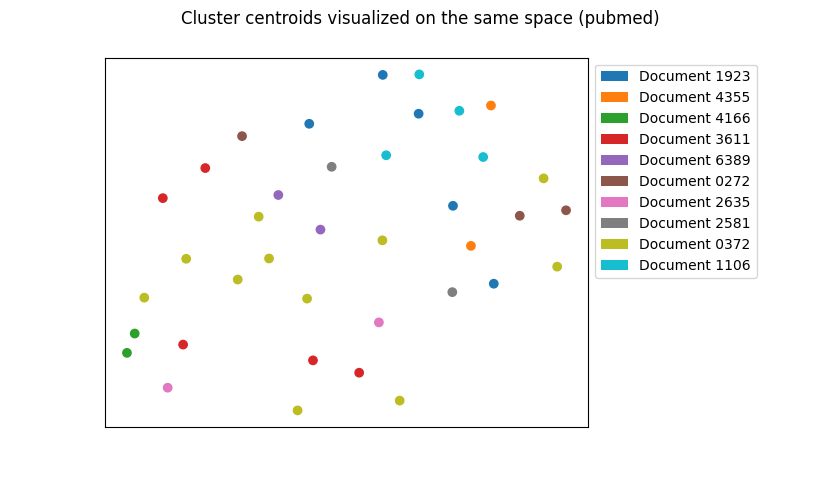 Cluster centroids visualized on the same space (pubmed)
Document 1923
Document 4355
Document 4166
Document 3611
Document 6389
Document 0272
Document 2635
Document 2581
Document 0372
Document 1106